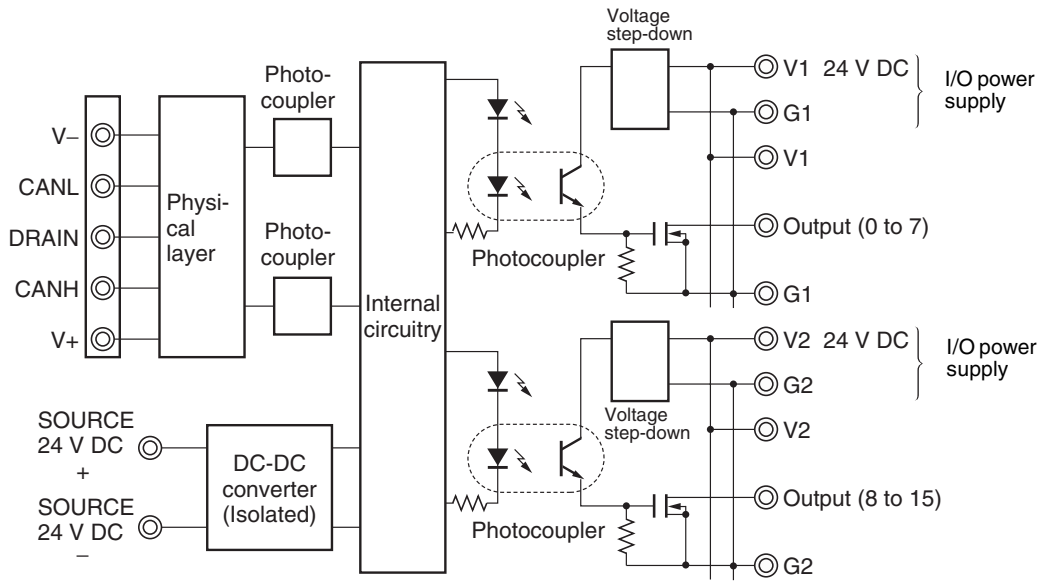 V–
CANL
DRAIN
CANH
V+
Physi-
cal
layer
Photo-
coupler
Photo-
coupler
SOURCE
24 V DC
+
SOURCE
24 V DC
–
DC-DC
converter
(Isolated)
Internal
circuitry
Voltage
step-down
Photocoupler
V1 24 V DC
G1
I/O power
supply
V1
Output (0 to 7)
G1
Voltage
step-down
Photocoupler
V2 24 V DC
G2
I/O power
supply
V2
Output (8 to 15)
G2